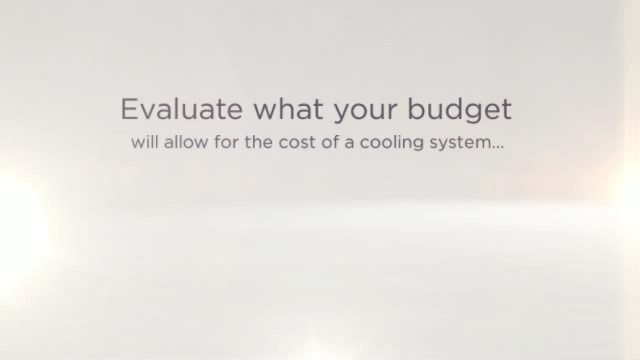 Evaluate what your budget
will allow for the cost of a cooling system...